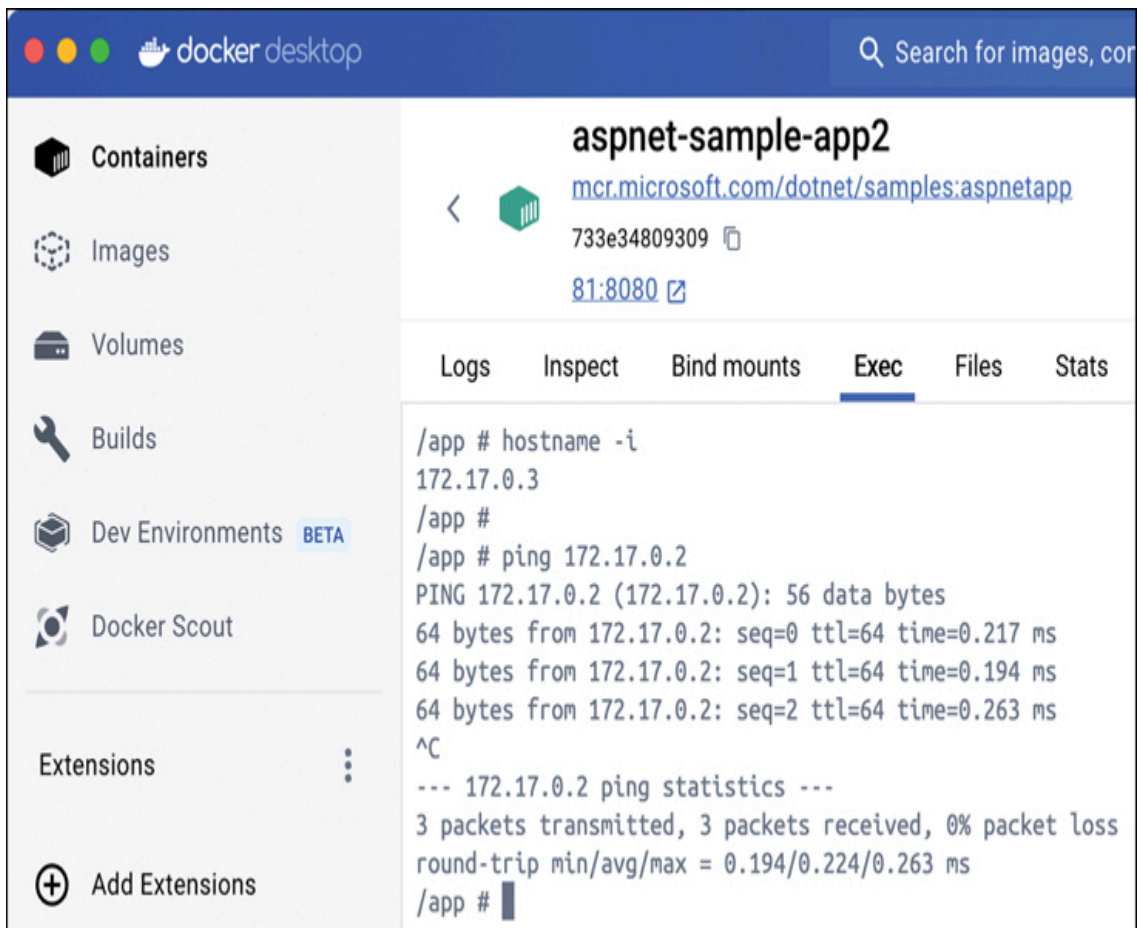 docker desktop
Search for images, cor
Containers
Images
Volumes
Builds
Dev Environments BETA
Docker Scout
Extensions
Add Extensions
aspnet-sample-app2
mcr.microsoft.com/dotnet/samples:aspnetapp
733e34809309
81:8080
Logs Inspect Bind mounts Exec Files Stats
/app # hostname -i
172.17.0.3
/app #
/app # ping 172.17.0.2
PING 172.17.0.2 (172.17.0.2): 56 data bytes
64 bytes from 172.17.0.2: seq=0 ttl=64 time=0.217 ms
64 bytes from 172.17.0.2: seq=1 ttl=64 time=0.194 ms
64 bytes from 172.17.0.2: seq=2 ttl=64 time=0.263 ms
^C
--- 172.17.0.2 ping statistics ---
3 packets transmitted, 3 packets received, 0% packet loss
round-trip min/avg/max = 0.194/0.224/0.263 ms
/app #